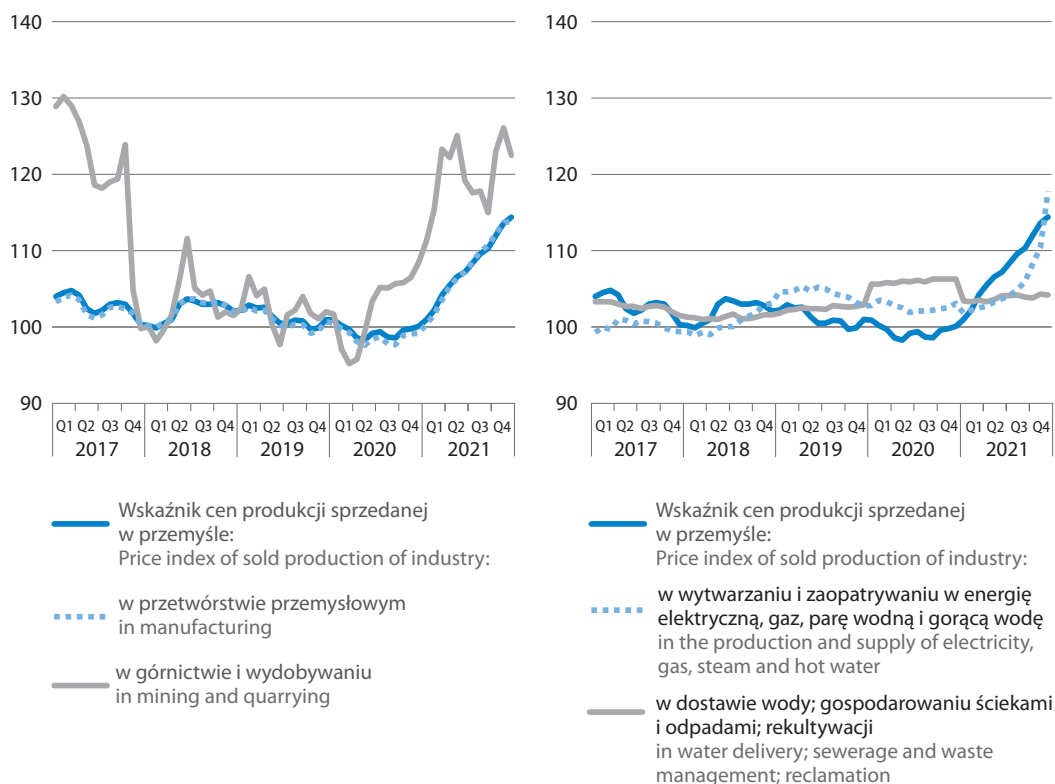 140
130
120
110
100
90
Q1 Q2 Q3 Q4 Q1 Q2 Q3 Q4 Q1 Q2 Q3 Q4 Q1 Q2 Q3 Q4 Q1 Q2 Q3 Q4
2017 2018 2019 2020 2021
Wskaźnik cen produkcji sprzedanej
w przemyśle:
Price index of sold production of industry:
w przetwórstwie przemysłowym
in manufacturing
w górnictwie i wydobywaniu
in mining and quarrying
140
130
120
110
100
90
Q1 Q2 Q3 Q4 Q1 Q2 Q3 Q4 Q1 Q2 Q3 Q4 Q1 Q2 Q3 Q4 Q1 Q2 Q3 Q4
2017 2018 2019 2020 2021
Wskaźnik cen produkcji sprzedanej
w przemyśle:
Price index of sold production of industry:
w wytwarzaniu i zaopatrywaniu w energię
elektryczną, gaz, parę wodną i gorącą wodę
in the production and supply of electricity,
gas, steam and hot water
w dostawie wody; gospodarowaniu ściekami
i odpadami; rekultywacji
in water delivery; sewerage and waste
management; reclamation